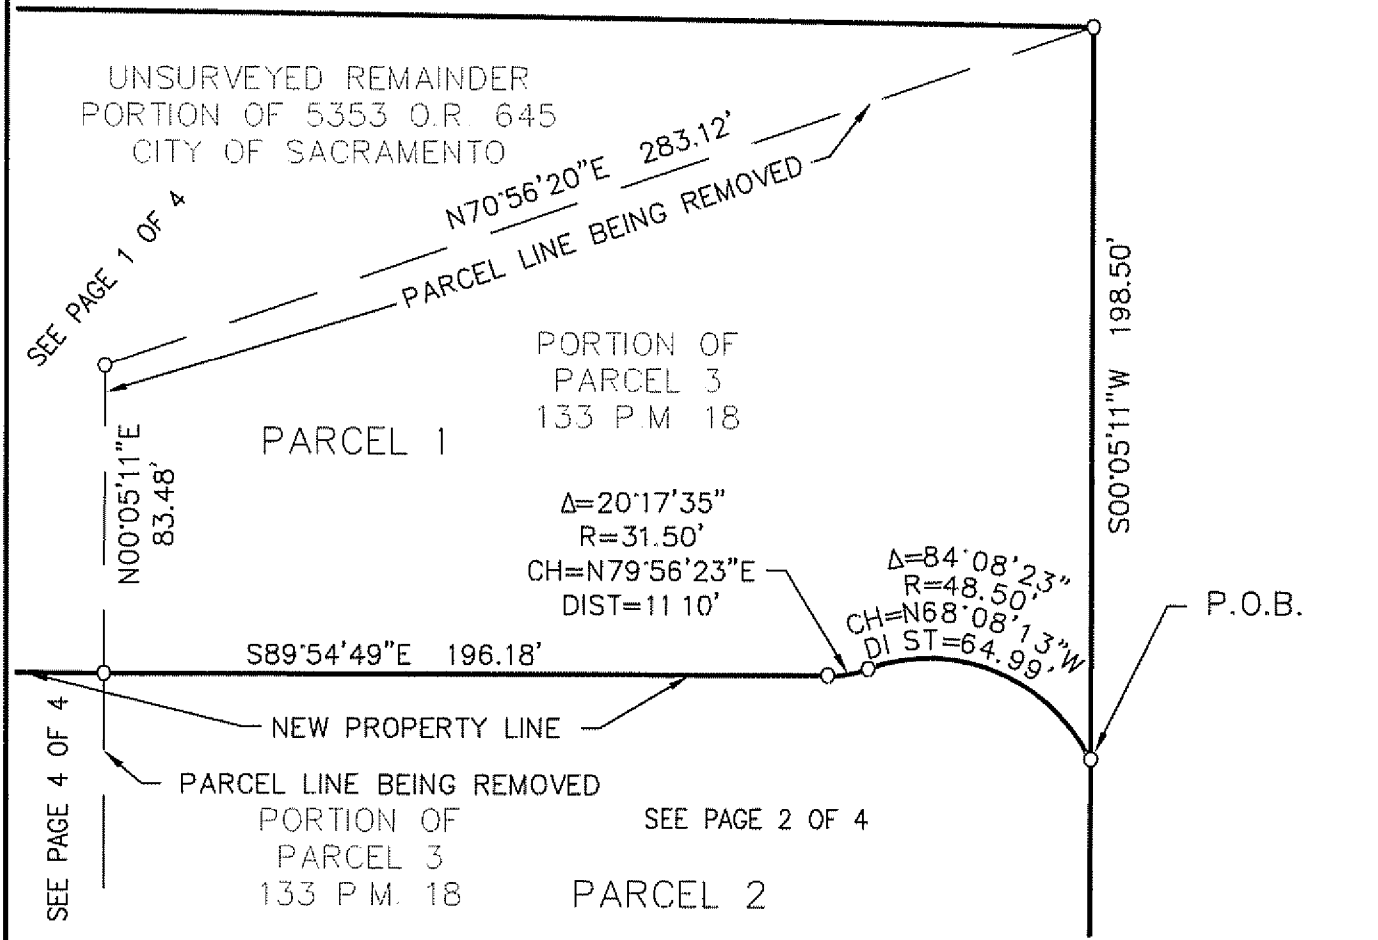 UNSURVEYED REMAINDER
PORTION OF 5353 O.R. 645
CITY OF SACRAMENTO
SEE PAGE 1 OF 4
N70°56'20"E 283.12'
PARCEL LINE BEING REMOVED
S00°05'11"W 198.50'
PORTION OF
PARCEL 3
133 P.M 18
PARCEL 1
N00°05'11"E
83.48'
Δ=20°17'35"
R=31.50'
CH=N79°56'23"E
DIST=11 10'
Δ=84°08'23"
R=48.50'
CH=N68°08'13"W
DI ST=64.99'
P.O.B.
S89°54'49"E 196.18'
NEW PROPERTY LINE
SEE PAGE 4 OF 4
PARCEL LINE BEING REMOVED
PORTION OF
PARCEL 3
133 P M. 18
SEE PAGE 2 OF 4
PARCEL 2